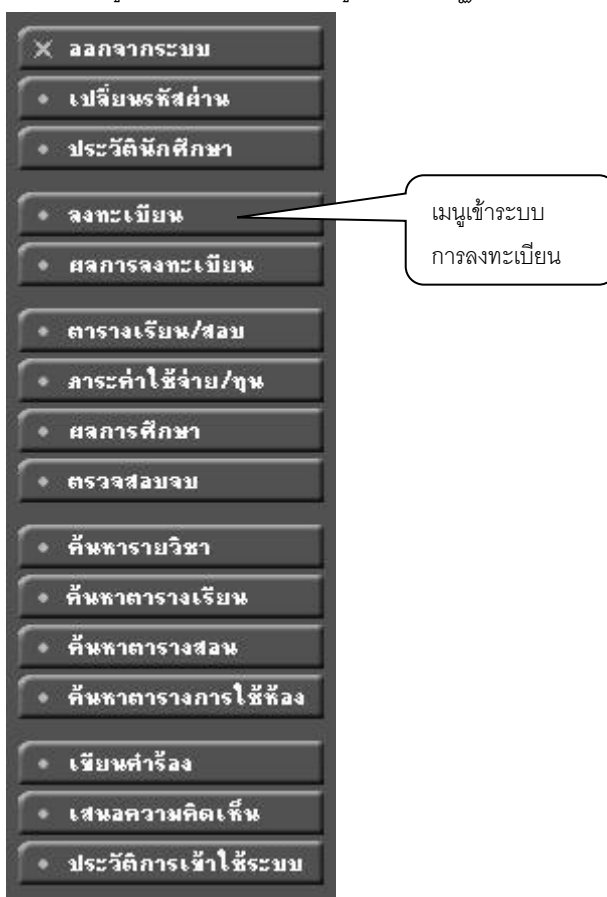 ออกจากระบบ
เปลี่ยนรหัสผ่าน
ประวัตินักศึกษา
ลงทะเบียน
เมนูเข้าระบบ
การลงทะเบียน
ผลการลงทะเบียน
ตารางเรียน/สอบ
ภาระค่าใช้จ่าย/ทุน
ผลการศึกษา
ตรวจสอบจบ
ค้นหารายวิชา
ค้นหาตารางเรียน
ค้นหาตารางสอน
ค้นหาตารางการใช้ห้อง
เขียนคำร้อง
เสนอความคิดเห็น
ประวัติการเข้าใช้ระบบ